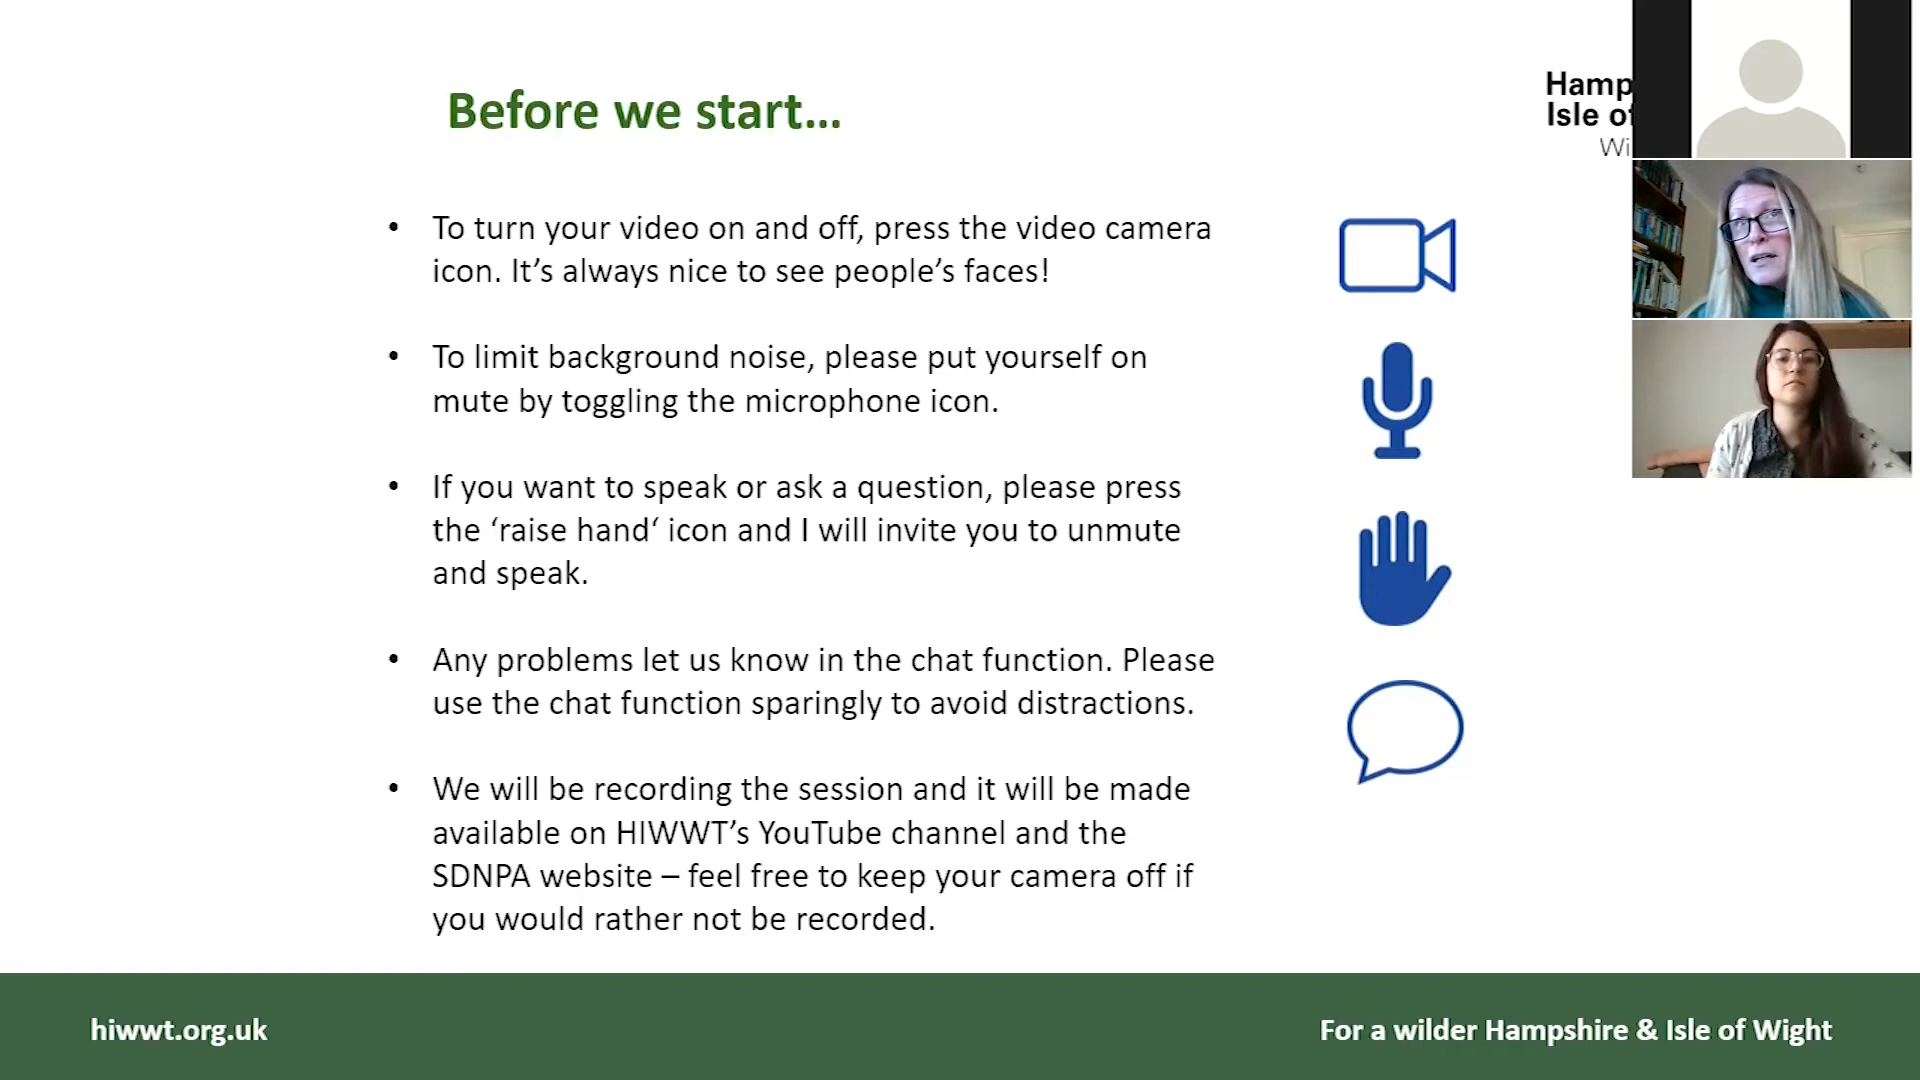 Before we start...
Hamp
Isle of
Wi
• To turn your video on and off, press the video camera
icon. It’s always nice to see people’s faces!
• To limit background noise, please put yourself on
mute by toggling the microphone icon.
• If you want to speak or ask a question, please press
the ‘raise hand‘ icon and I will invite you to unmute
and speak.
• Any problems let us know in the chat function. Please
use the chat function sparingly to avoid distractions.
• We will be recording the session and it will be made
available on HIWWT’s YouTube channel and the
SDNPA website – feel free to keep your camera off if
you would rather not be recorded.
hiwwt.org.uk
For a wilder Hampshire & Isle of Wight